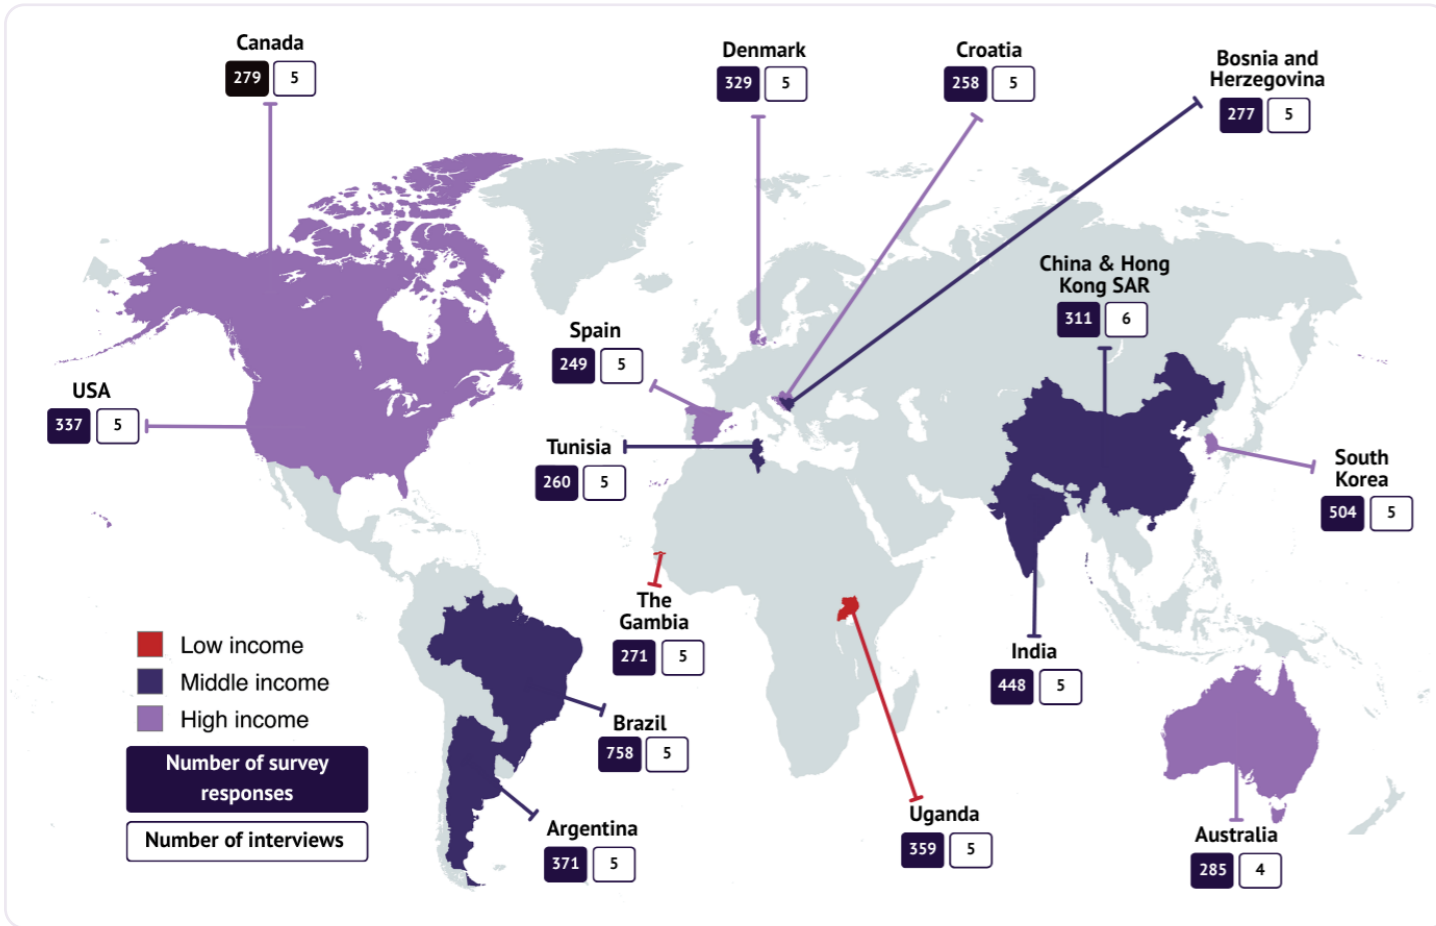 Canada
279 5
Denmark
329 5
Croatia
258 5
Bosnia and
Herzegovina
277 5
China & Hong
Kong SAR
311 6
Spain
249 5
USA
337 5
Tunisia
260 5
South
Korea
504 5
The
Gambia
271 5
India
448 5
Low income
Middle income
High income
Brazil
758 5
Number of survey
responses
Number of interviews
Argentina
371 5
Uganda
359 5
Australia
285 4